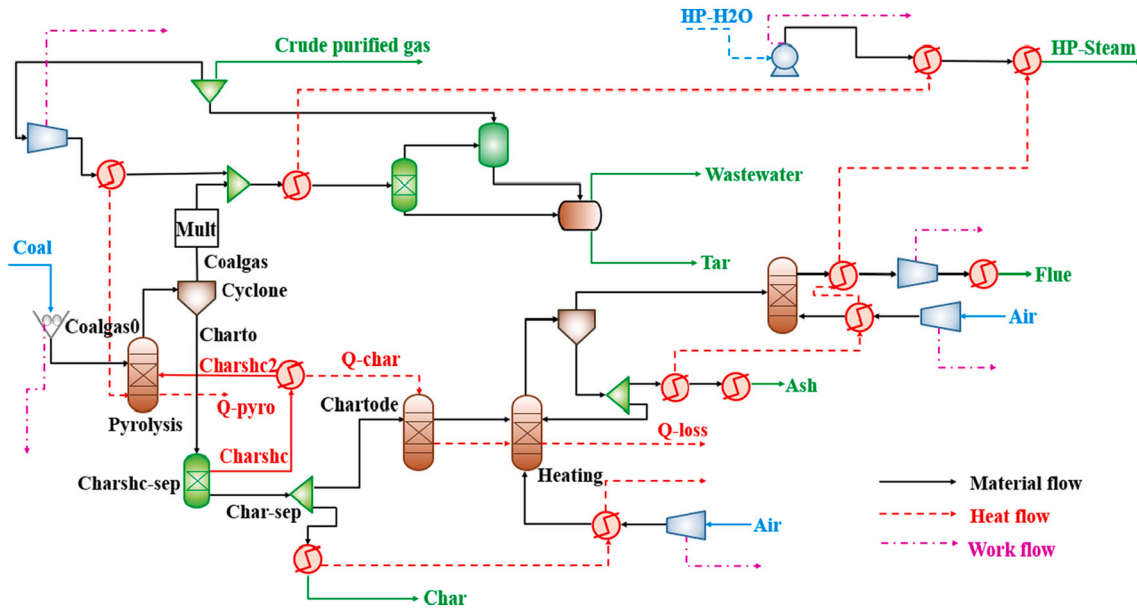 HP-H2O
Crude purified gas
HP-Steam
Wastewater
Mult
Coal
Coalgas
Tar
Cyclone
Flue
Coalgas0
Charto
Air
Charshc2
Q-char
Ash
Q-pyro
Chartode
Pyrolysis
Q-loss
Charshc
Heating
Charshc-sep
Char-sep
Material flow
Air
Heat flow
Work flow
Char